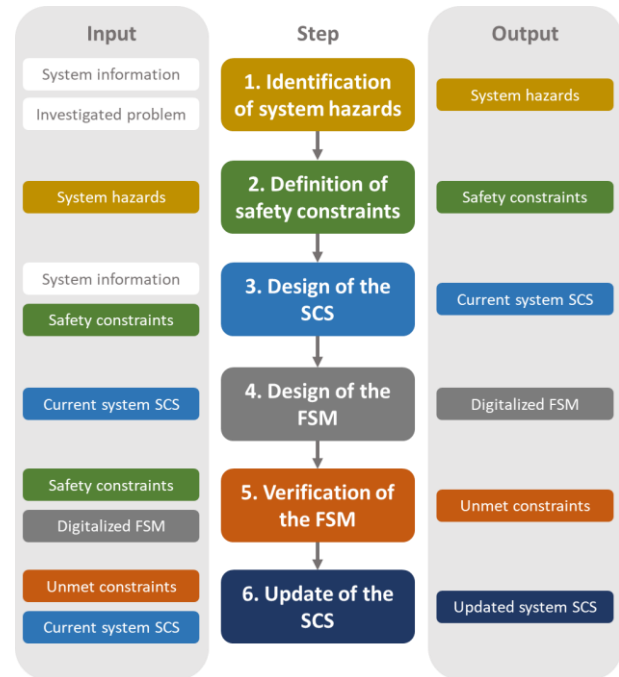 Input
Step
Output
System information
Investigated problem
1. Identification
of system hazards
System hazards
System hazards
2. Definition of
safety constraints
Safety constraints
System information
Safety constraints
3. Design of the
SCS
Current system SCS
Current system SCS
4. Design of the
FSM
Digitalized FSM
Safety constraints
Digitalized FSM
5. Verification of
the FSM
Unmet constraints
Unmet constraints
Current system SCS
6. Update of the
SCS
Updated system SCS